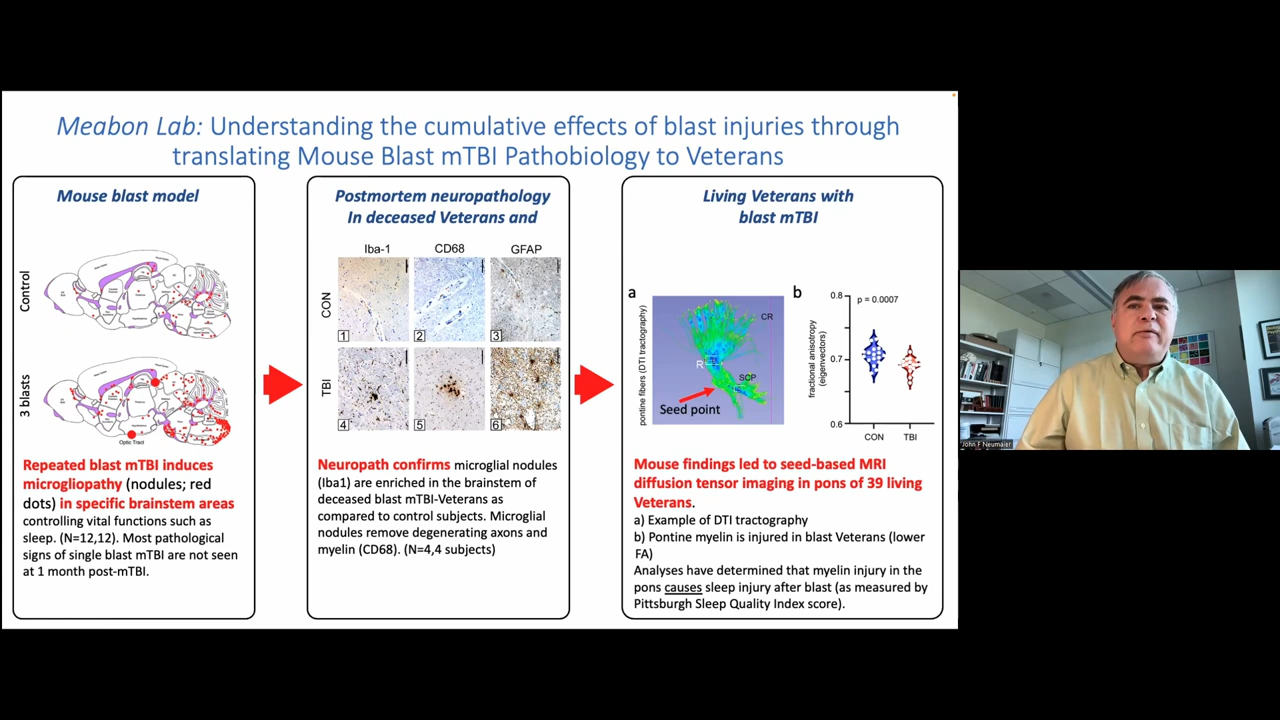 Meabon Lab: Understanding the cumulative effects of blast injuries through
translating Mouse Blast mTBI Pathobiology to Veterans
Mouse blast model
Control
3 blasts
Optic Tract
Repeated blast mTBI induces
microgliopathy (nodules; red
dots) in specific brainstem areas
controlling vital functions such as
sleep. (N=12,12). Most pathological
signs of single blast mTBI are not seen
at 1 month post-mTBI.
Postmortem neuropathology
In deceased Veterans and
Iba-1 CD68 GFAP
CON
1 2 3
TBI
4 5 6
Neuropath confirms microglial nodules
(Iba1) are enriched in the brainstem of
deceased blast mTBI-Veterans as
compared to control subjects. Microglial
nodules remove degenerating axons and
myelin (CD68). (N=4,4 subjects)
Living Veterans with
blast mTBI
a
pontine fibers (DTI tractography)
CR
R
SCP
Seed point
b
fractional anisotropy
(eigenvectors)
0.8
p = 0.0007
0.7
0.6
CON TBI
Mouse findings led to seed-based MRI
diffusion tensor imaging in pons of 39 living
Veterans.
a) Example of DTI tractography
b) Pontine myelin is injured in blast Veterans (lower
FA)
Analyses have determined that myelin injury in the
pons causes sleep injury after blast (as measured by
Pittsburgh Sleep Quality Index score).
John F Neumaier